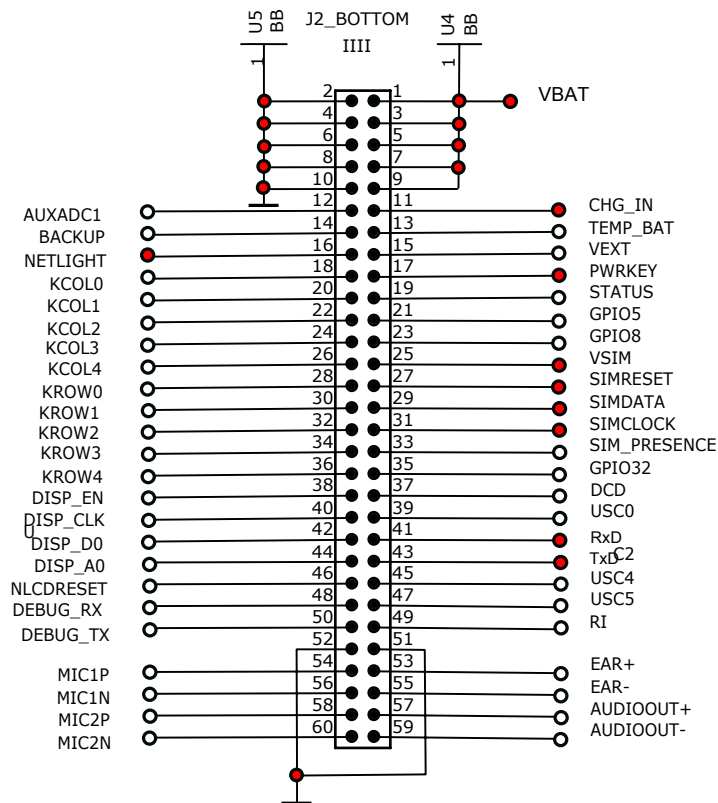 U5
BB
1
J2_BOTTOM
IIII
U4
BB
1
2 1 VBAT
4 3
6 5
8 7
10 9
AUXADC1 12 11 CHG_IN
BACKUP 14 13 TEMP_BAT
NETLIGHT 16 15 VEXT
KCOL0 18 17 PWRKEY
KCOL1 20 19 STATUS
KCOL2 22 21 GPIO5
KCOL3 24 23 GPIO8
KCOL4 26 25 VSIM
KROW0 28 27 SIMRESET
KROW1 30 29 SIMDATA
KROW2 32 31 SIMCLOCK
KROW3 34 33 SIM_PRESENCE
KROW4 36 35 GPIO32
DISP_EN 38 37 DCD
DISP_CLK 40 39 USC0
U
DISP_D0 42 41 RxD
DISP_A0 44 43 TxD C2
NLCDRESET 46 45 USC4
DEBUG_RX 48 47 USC5
DEBUG_TX 50 49 RI
52 51
MIC1P 54 53 EAR+
MIC1N 56 55 EAR-
MIC2P 58 57 AUDIOOUT+
MIC2N 60 59 AUDIOOUT-